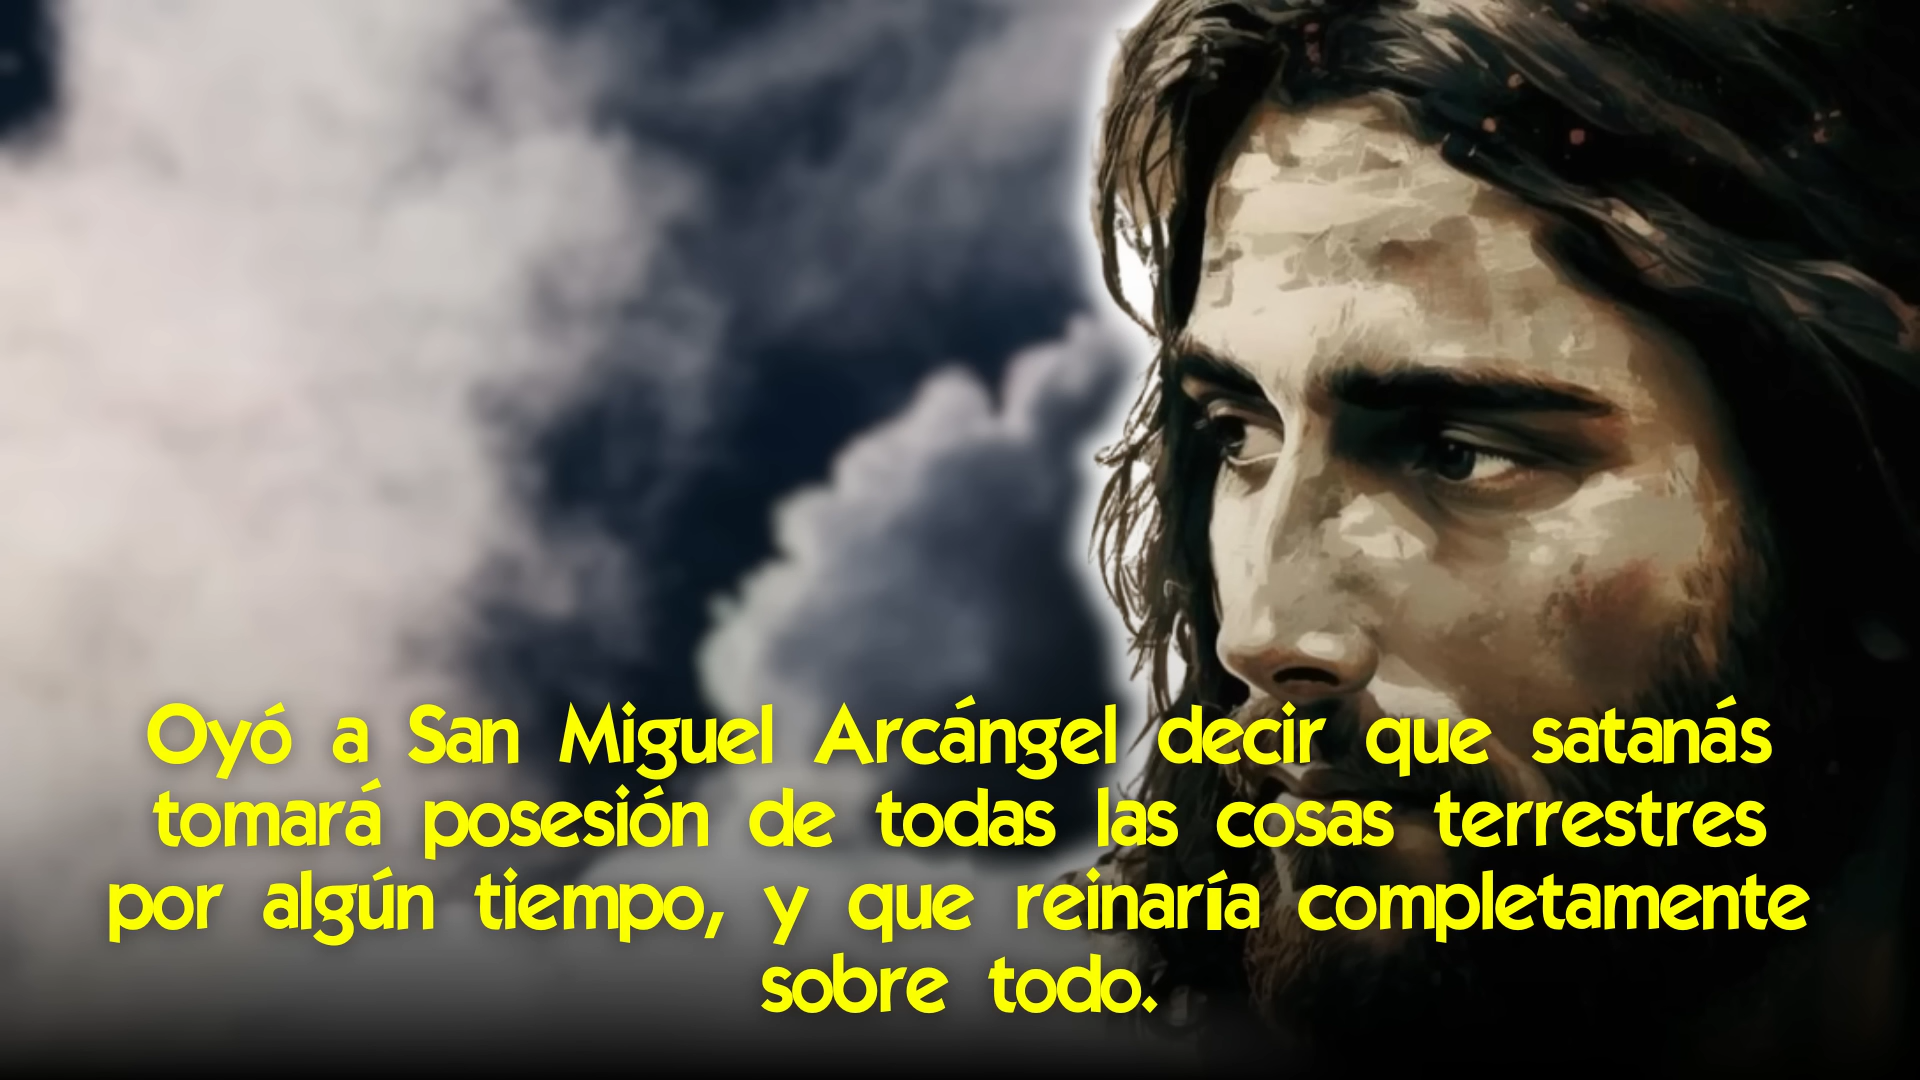 Oyó a San Miguel Arcángel decir que satanás
tomará posesión de todas las cosas terrestres
por algún tiempo, y que reinaría completamente
sobre todo.